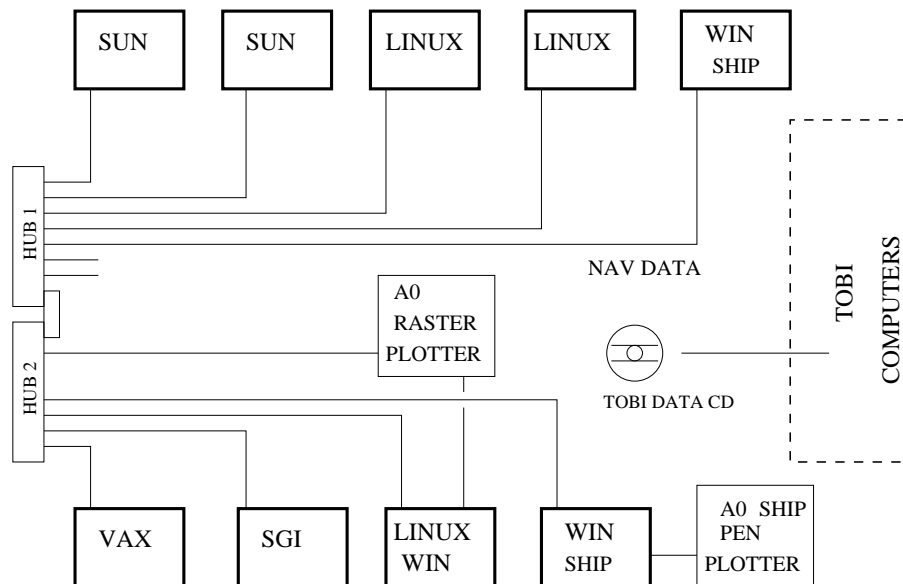 SUN
SUN
LINUX
LINUX
WIN
SHIP
HUB 1
NAV DATA
TOBI
COMPUTERS
A0
RASTER
PLOTTER
HUB 2
TOBI DATA CD
VAX
SGI
LINUX
WIN
WIN
SHIP
A0 SHIP
PEN
PLOTTER